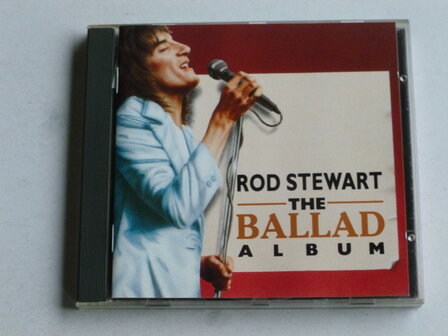 ROD STEWART
THE
BALLAD
ALBUM